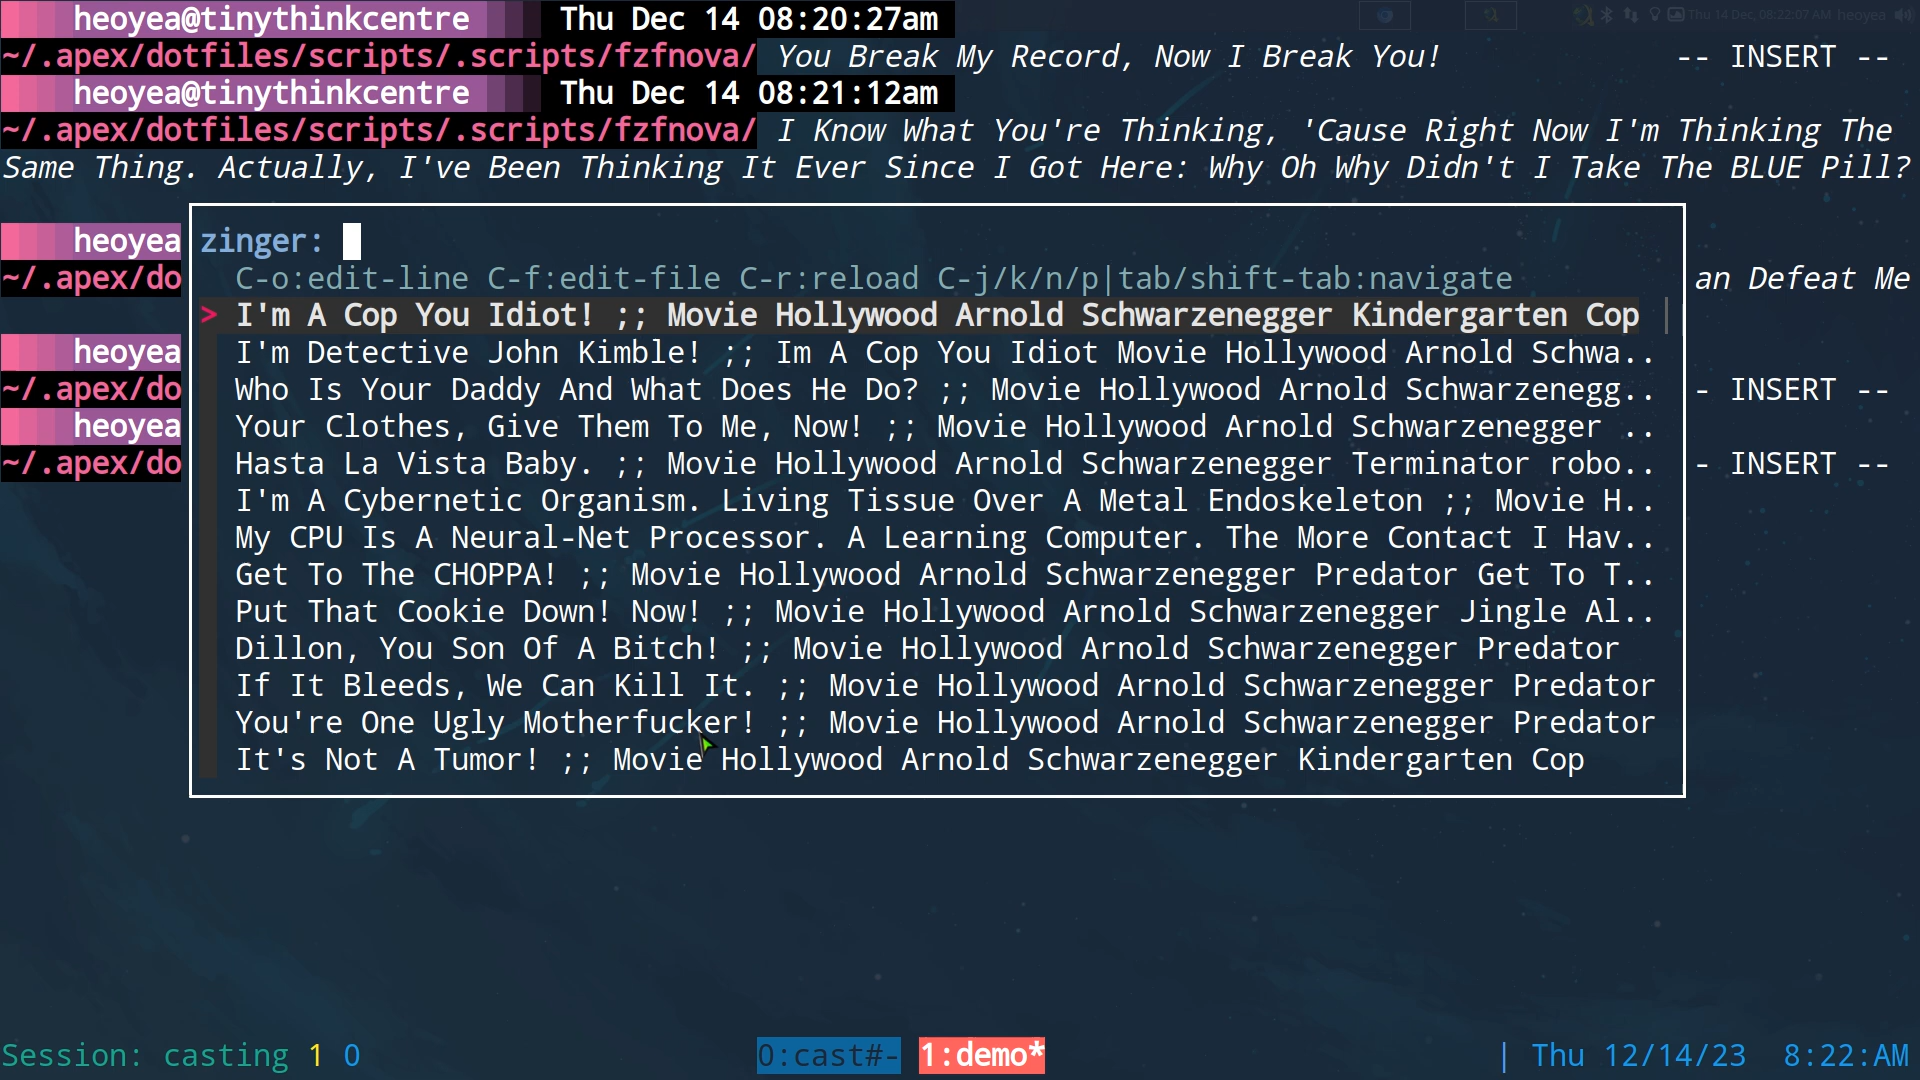 heoyea@tinythinkcentre Thu Dec 14 08:20:27am
Thu 14 Dec, 08:22:07 AM heoyea
~/.apex/dotfiles/scripts/.scripts/fzfnova/ You Break My Record, Now I Break You! -- INSERT --
heoyea@tinythinkcentre Thu Dec 14 08:21:12am
~/.apex/dotfiles/scripts/.scripts/fzfnova/ I Know What You're Thinking, 'Cause Right Now I'm Thinking The
Same Thing. Actually, I've Been Thinking It Ever Since I Got Here: Why Oh Why Didn't I Take The BLUE Pill?
heoyea
zinger:
~/.apex/do
C-o:edit-line C-f:edit-file C-r:reload C-j/k/n/p|tab/shift-tab:navigate
an Defeat Me
> I'm A Cop You Idiot! ;; Movie Hollywood Arnold Schwarzenegger Kindergarten Cop
heoyea
I'm Detective John Kimble! ;; Im A Cop You Idiot Movie Hollywood Arnold Schwa..
~/.apex/do
Who Is Your Daddy And What Does He Do? ;; Movie Hollywood Arnold Schwarzenegg..
- INSERT --
heoyea
Your Clothes, Give Them To Me, Now! ;; Movie Hollywood Arnold Schwarzenegger ..
~/.apex/do
Hasta La Vista Baby. ;; Movie Hollywood Arnold Schwarzenegger Terminator robo..
- INSERT --
I'm A Cybernetic Organism. Living Tissue Over A Metal Endoskeleton ;; Movie H..
My CPU Is A Neural-Net Processor. A Learning Computer. The More Contact I Hav..
Get To The CHOPPA! ;; Movie Hollywood Arnold Schwarzenegger Predator Get To T..
Put That Cookie Down! Now! ;; Movie Hollywood Arnold Schwarzenegger Jingle Al..
Dillon, You Son Of A Bitch! ;; Movie Hollywood Arnold Schwarzenegger Predator
If It Bleeds, We Can Kill It. ;; Movie Hollywood Arnold Schwarzenegger Predator
You're One Ugly Motherfucker! ;; Movie Hollywood Arnold Schwarzenegger Predator
It's Not A Tumor! ;; Movie Hollywood Arnold Schwarzenegger Kindergarten Cop
Session: casting 1 0 0:cast#- 1:demo* | Thu 12/14/23 8:22:AM